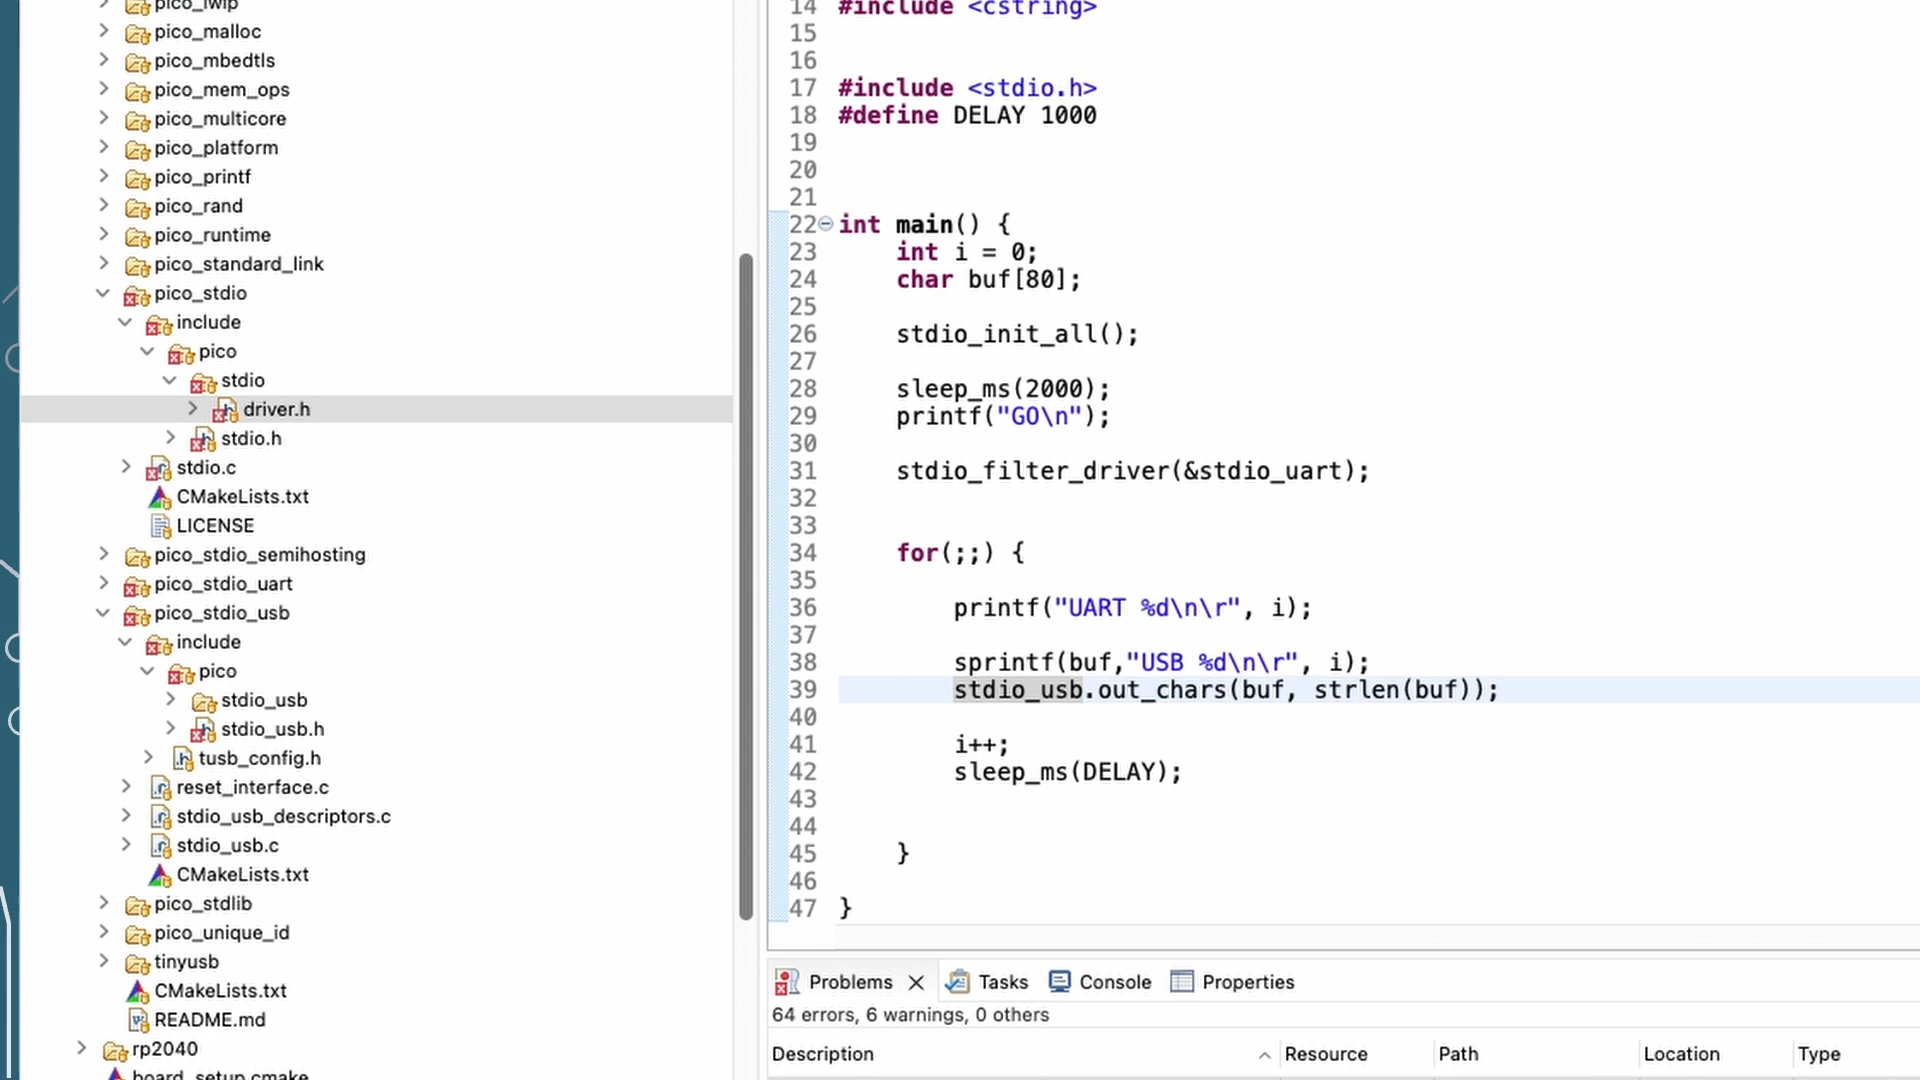 pico_lwip
pico_malloc
pico_mbedtls
pico_mem_ops
pico_multicore
pico_platform
pico_printf
pico_rand
pico_runtime
pico_standard_link
pico_stdio
include
pico
stdio
driver.h
stdio.h
stdio.c
CMakeLists.txt
LICENSE
pico_stdio_semihosting
pico_stdio_uart
pico_stdio_usb
include
pico
stdio_usb
stdio_usb.h
tusb_config.h
reset_interface.c
stdio_usb_descriptors.c
stdio_usb.c
CMakeLists.txt
pico_stdlib
pico_unique_id
tinyusb
CMakeLists.txt
README.md
rp2040
board_setup.cmake
14 #include <cstring>
15
16
17 #include <stdio.h>
18 #define DELAY 1000
19
20
21
22 int main() {
23 int i = 0;
24 char buf[80];
25
26 stdio_init_all();
27
28 sleep_ms(2000);
29 printf("GO\n");
30
31 stdio_filter_driver(&stdio_uart);
32
33
34 for(;;) {
35
36 printf("UART %d\n\r", i);
37
38 sprintf(buf,"USB %d\n\r", i);
39 stdio_usb.out_chars(buf, strlen(buf));
40
41 i++;
42 sleep_ms(DELAY);
43
44
45 }
46
47 }
Problems Tasks Console Properties
64 errors, 6 warnings, 0 others
Description Resource Path Location Type